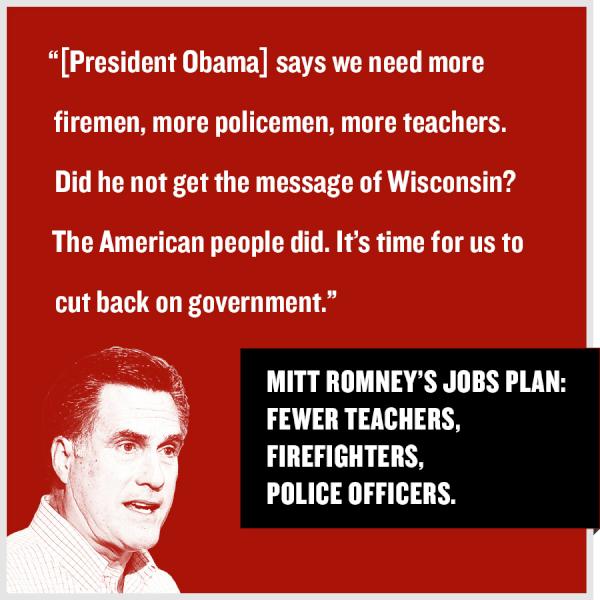 “[President Obama] says we need more
firemen, more policemen, more teachers.
Did he not get the message of Wisconsin?
The American people did. It’s time for us to
cut back on government.”
MITT ROMNEY’S JOBS PLAN:
FEWER TEACHERS,
FIREFIGHTERS,
POLICE OFFICERS.